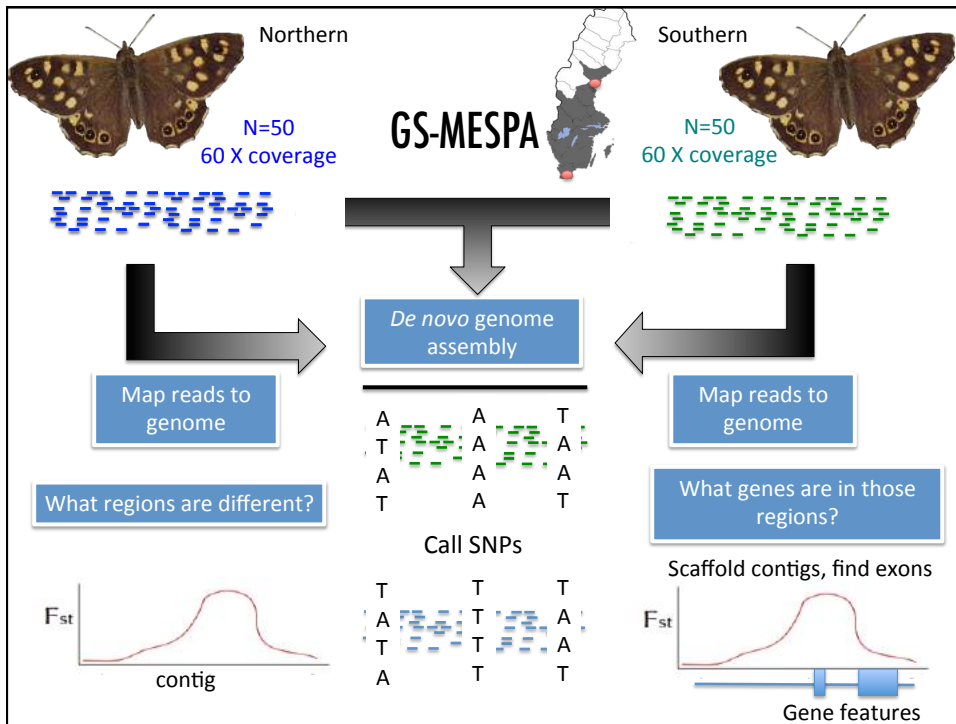 Northern
Southern
GS-MESPA
N=50
60 X coverage
N=50
60 X coverage
De novo genome
assembly
Map reads to
genome
Map reads to
genome
A A T
T A A
A A A
T A T
What regions are different?
What genes are in those
regions?
Call SNPs
Scaffold contigs, find exons
Fst
contig
T T T
A T A
T T A
A T T
Fst
Gene features